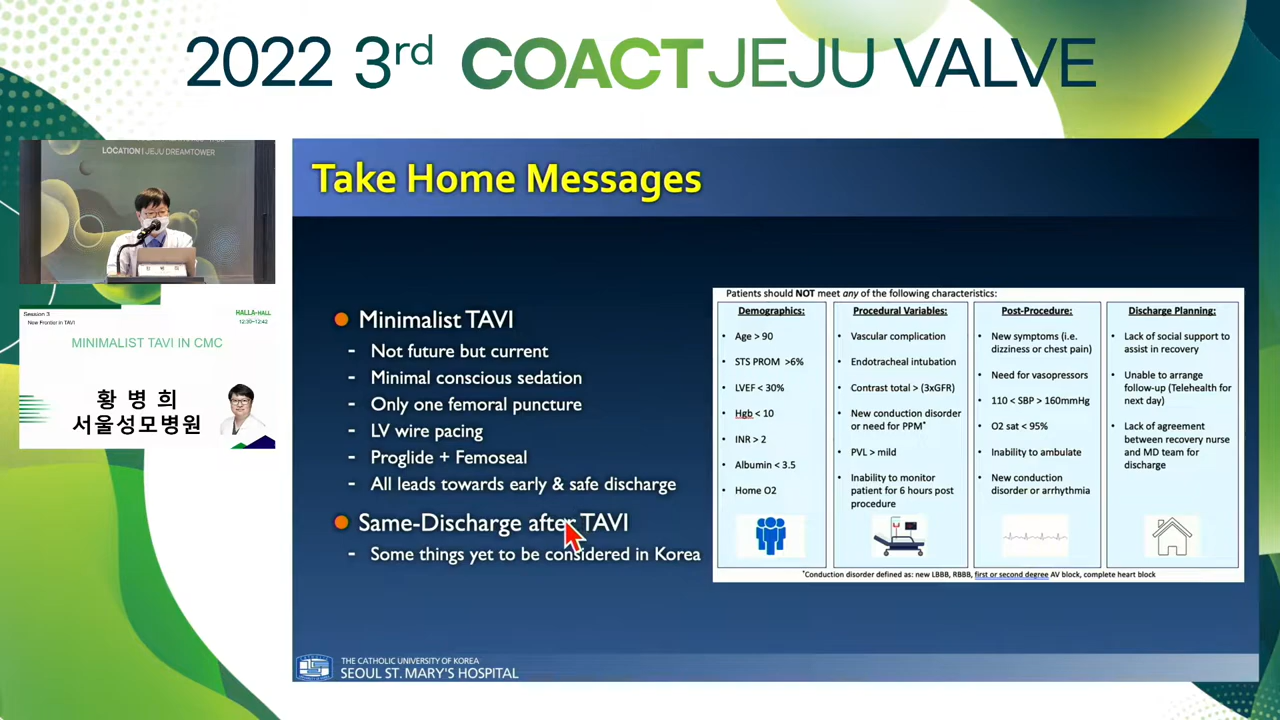 2022 3rd COACT JEJU VALVE
LOCATION | JEJU DREAMTOWER
Session 3
New Frontier in TAVI
HALLA-HALL
12:30~12:42
MINIMALIST TAVI IN CMC
황 병 희
서울성모병원
Take Home Messages
Minimalist TAVI
- Not future but current
- Minimal conscious sedation
- Only one femoral puncture
- LV wire pacing
- Proglide + Femoseal
- All leads towards early & safe discharge
Same-Discharge after TAVI
- Some things yet to be considered in Korea
Patients should NOT meet any of the following characteristics:
Demographics:
• Age > 90
• STS PROM >6%
• LVEF < 30%
• Hgb < 10
• INR > 2
• Albumin < 3.5
• Home O2
Procedural Variables:
• Vascular complication
• Endotracheal intubation
• Contrast total > (3xGFR)
• New conduction disorder
or need for PPM*
• PVL > mild
• Inability to monitor
patient for 6 hours post
procedure
Post-Procedure:
• New symptoms (i.e.
dizziness or chest pain)
• Need for vasopressors
• 110 < SBP > 160mmHg
• O2 sat < 95%
• Inability to ambulate
• New conduction
disorder or arrhythmia
Discharge Planning:
• Lack of social support to
assist in recovery
• Unable to arrange
follow-up (Telehealth for
next day)
• Lack of agreement
between recovery nurse
and MD team for
discharge
*Conduction disorder defined as: new LBBB, RBBB, first or second degree AV block, complete heart block
THE CATHOLIC UNIVERSITY OF KOREA
SEOUL ST. MARY'S HOSPITAL